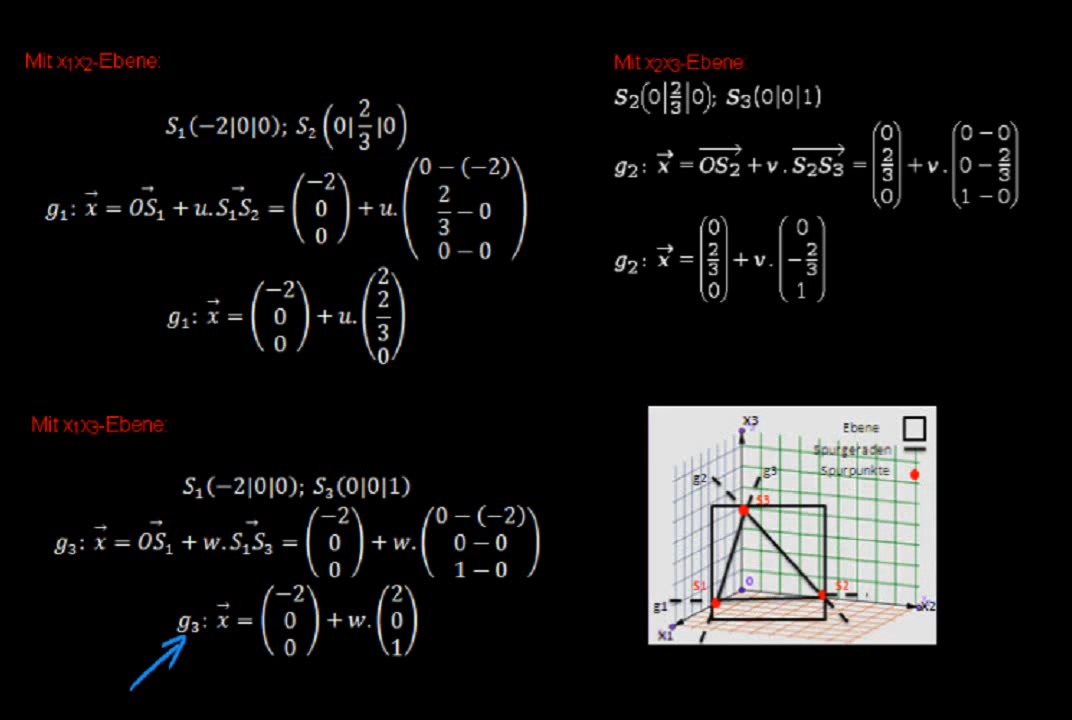 Mit x₁x₂-Ebene:
S₁(−2|0|0); S₂(0|2/3|0)
g₁: x⃗ = OS⃗₁ + u.S₁S⃗₂ = (−2 0 0) + u.(0 − (−2) 2/3 − 0 0 − 0)
g₁: x⃗ = (−2 0 0) + u.(2 2/3 0)
Mit x₂x₃-Ebene:
S₂(0|2/3|0); S₃(0|0|1)
g₂: x⃗ = OS₂⃗ + v.S₂S₃⃗ = (0 2/3 0) + v.(0 − 0 0 − 2/3 1 − 0)
g₂: x⃗ = (0 2/3 0) + v.(0 −2/3 1)
Mit x₁x₃-Ebene:
S₁(−2|0|0); S₃(0|0|1)
g₃: x⃗ = OS⃗₁ + w.S₁S⃗₃ = (−2 0 0) + w.(0 − (−2) 0 − 0 1 − 0)
g₃: x⃗ = (−2 0 0) + w.(2 0 1)
X3
Ebene
Spurgeraden
g2 g3 Spurpunkte
S3
S1 0 S2
g1 X2
X1